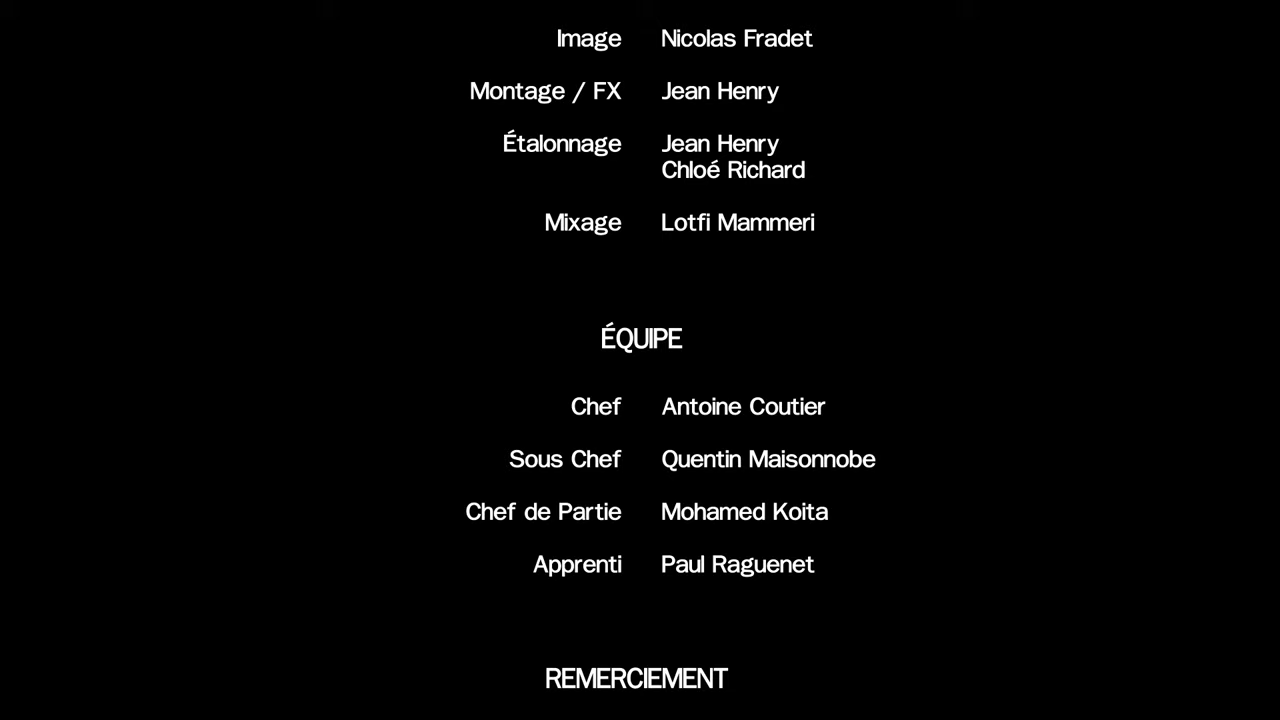 Image Nicolas Fradet
Montage / FX Jean Henry
Étalonnage Jean Henry
Chloé Richard
Mixage Lotfi Mammeri
ÉQUIPE
Chef Antoine Coutier
Sous Chef Quentin Maisonnobe
Chef de Partie Mohamed Koita
Apprenti Paul Raguenet
REMERCIEMENT